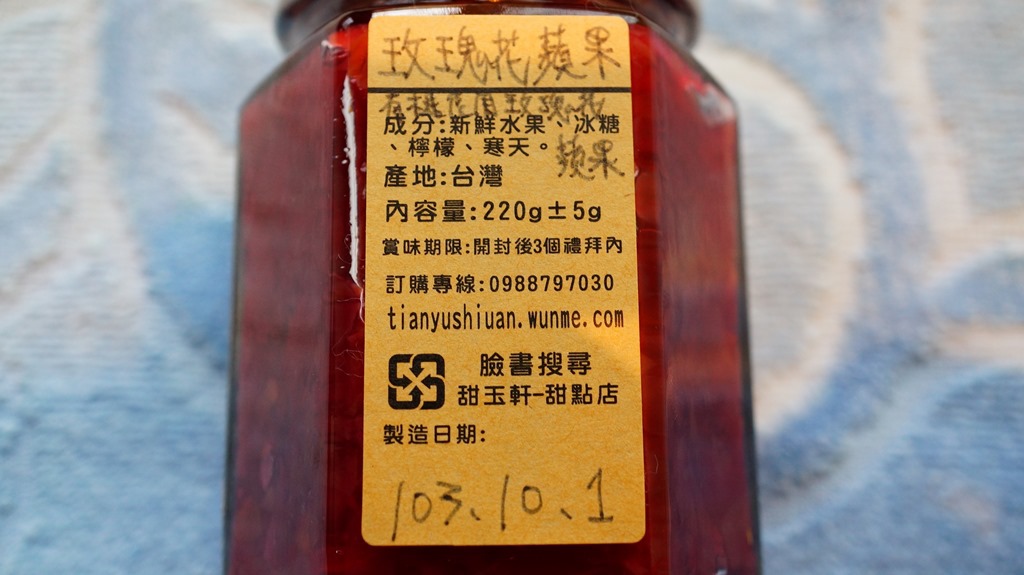 玫瑰花蘋果
有機花園玫瑰花
成分:新鮮水果、冰糖
、檸檬、寒天。 蘋果
產地:台灣
內容量:220g±5g
賞味期限:開封後3個禮拜內
訂購專線:0988797030
tianyushiuan.wunme.com
臉書搜尋
甜玉軒-甜點店
製造日期:
103、10、1